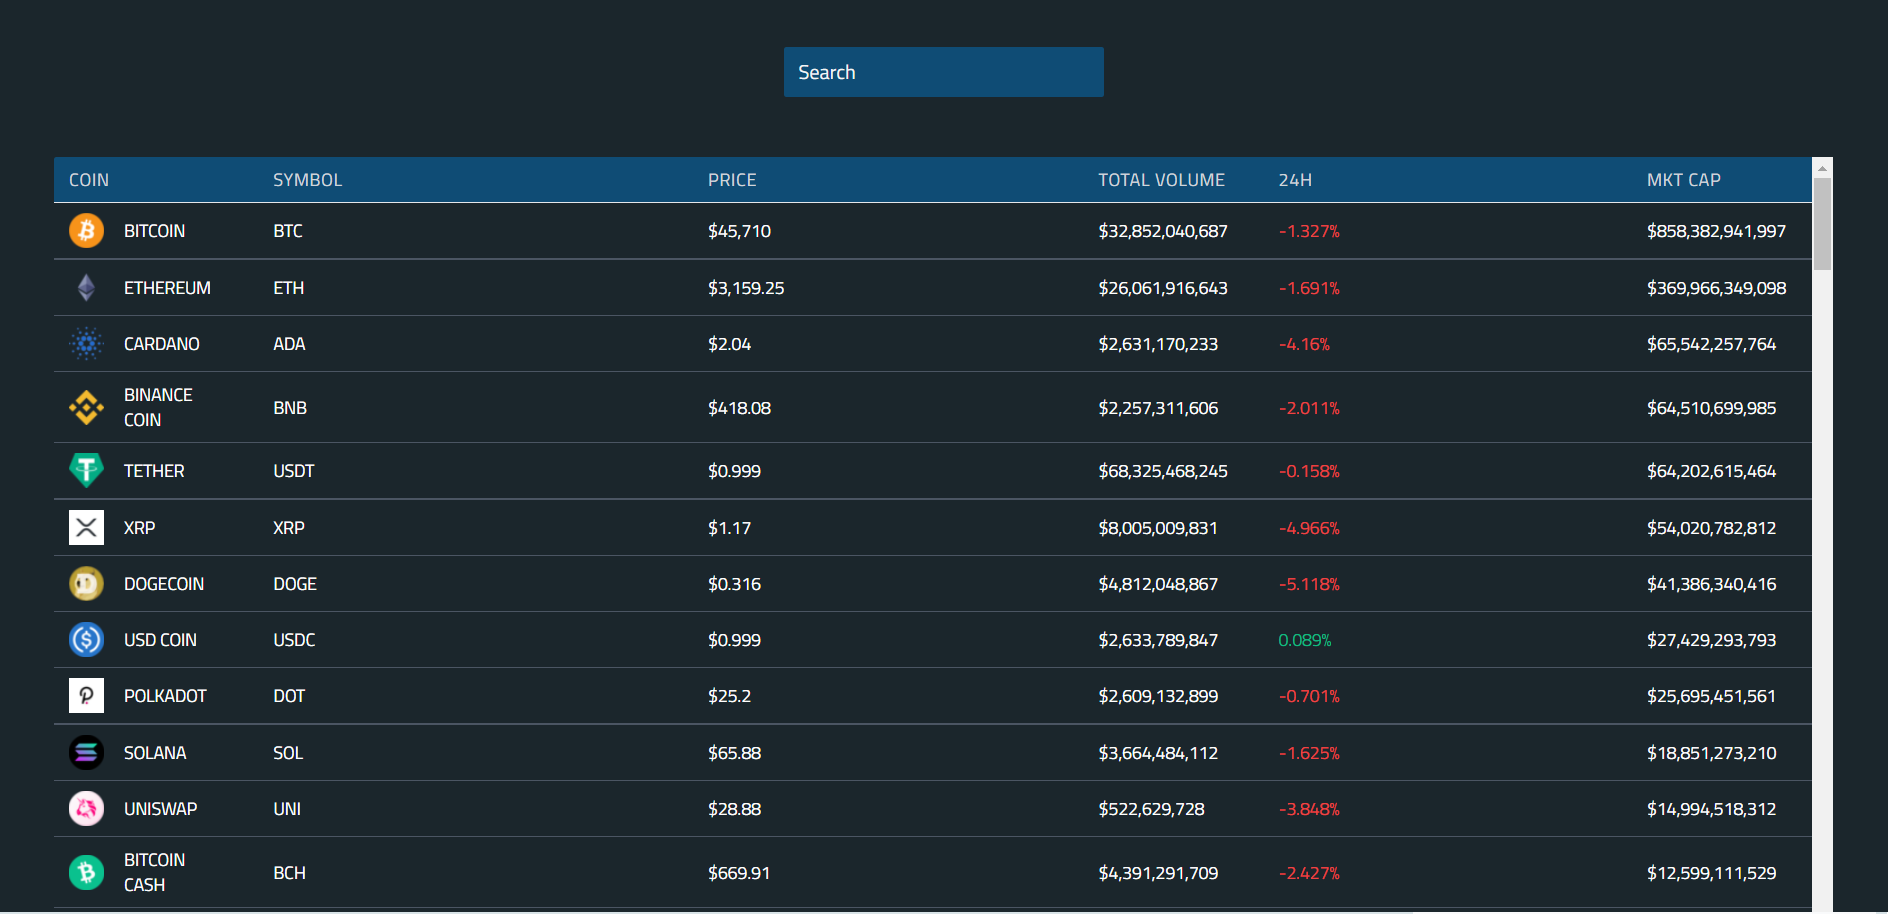 Search
COIN SYMBOL PRICE TOTAL VOLUME 24H MKT CAP
BITCOIN BTC $45,710 $32,852,040,687 -1.327% $858,382,941,997
ETHEREUM ETH $3,159.25 $26,061,916,643 -1.691% $369,966,349,098
CARDANO ADA $2.04 $2,631,170,233 -4.16% $65,542,257,764
BINANCE
COIN BNB $418.08 $2,257,311,606 -2.011% $64,510,699,985
TETHER USDT $0.999 $68,325,468,245 -0.158% $64,202,615,464
XRP XRP $1.17 $8,005,009,831 -4.966% $54,020,782,812
DOGECOIN DOGE $0.316 $4,812,048,867 -5.118% $41,386,340,416
USD COIN USDC $0.999 $2,633,789,847 0.089% $27,429,293,793
POLKADOT DOT $25.2 $2,609,132,899 -0.701% $25,695,451,561
SOLANA SOL $65.88 $3,664,484,112 -1.625% $18,851,273,210
UNISWAP UNI $28.88 $522,629,728 -3.848% $14,994,518,312
BITCOIN
CASH BCH $669.91 $4,391,291,709 -2.427% $12,599,111,529